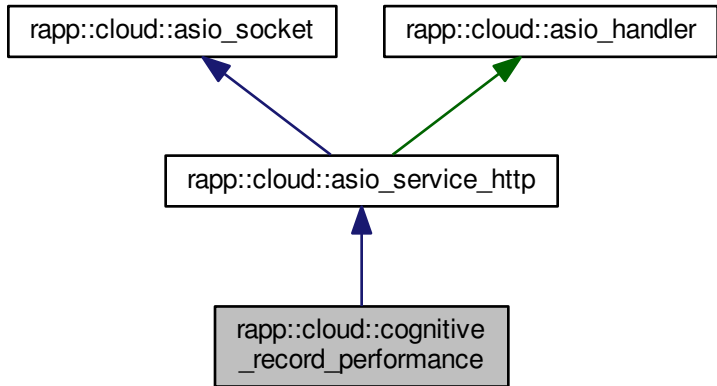 rapp::cloud::asio_socket
rapp::cloud::asio_handler
rapp::cloud::asio_service_http
rapp::cloud::cognitive
_record_performance